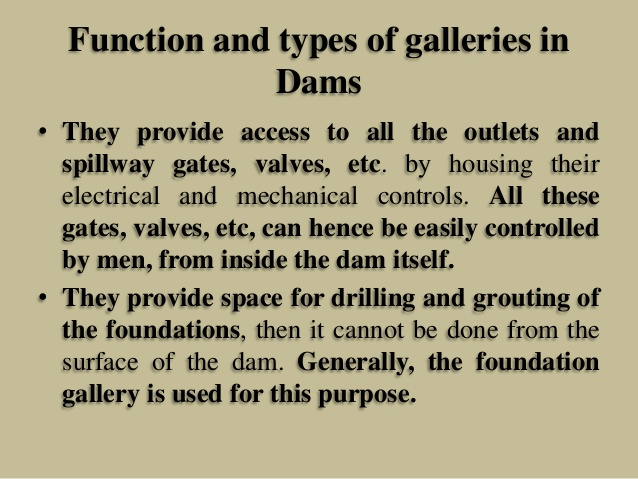 Function and types of galleries in
Dams
• They provide access to all the outlets and
spillway gates, valves, etc. by housing their
electrical and mechanical controls. All these
gates, valves, etc, can hence be easily controlled
by men, from inside the dam itself.
• They provide space for drilling and grouting of
the foundations, then it cannot be done from the
surface of the dam. Generally, the foundation
gallery is used for this purpose.